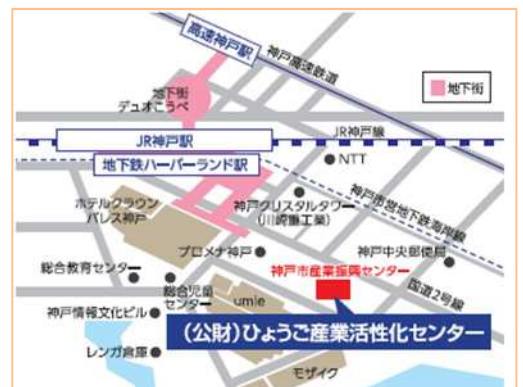 高速神戸駅
神戸高速鉄道
地下街
地下街
デュオこうべ
JR神戸線
JR神戸駅
NTT
地下鉄ハーバーランド駅
神戸市営地下鉄海岸線
ホテルクラウン
パレス神戸
神戸クリスタルタワー
(川崎重工業)
プロメナ神戸
神戸中央郵便局
総合教育センター
神戸市産業振興センター
国道2号線
総合児童
センター
umie
神戸情報文化ビル
(公財)ひょうご産業活性化センター
レンガ倉庫
モザイク